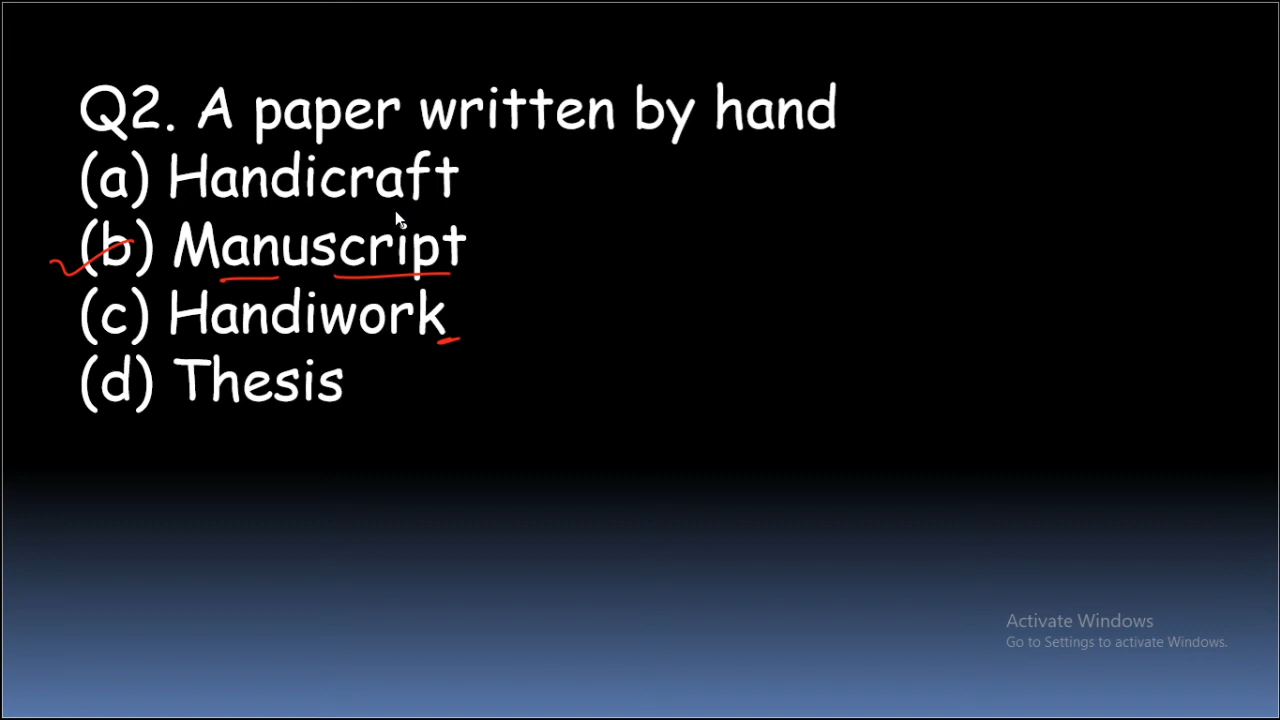 Q2. A paper written by hand
(a) Handicraft
(b) Manuscript
(c) Handiwork
(d) Thesis
Activate Windows
Go to Settings to activate Windows.